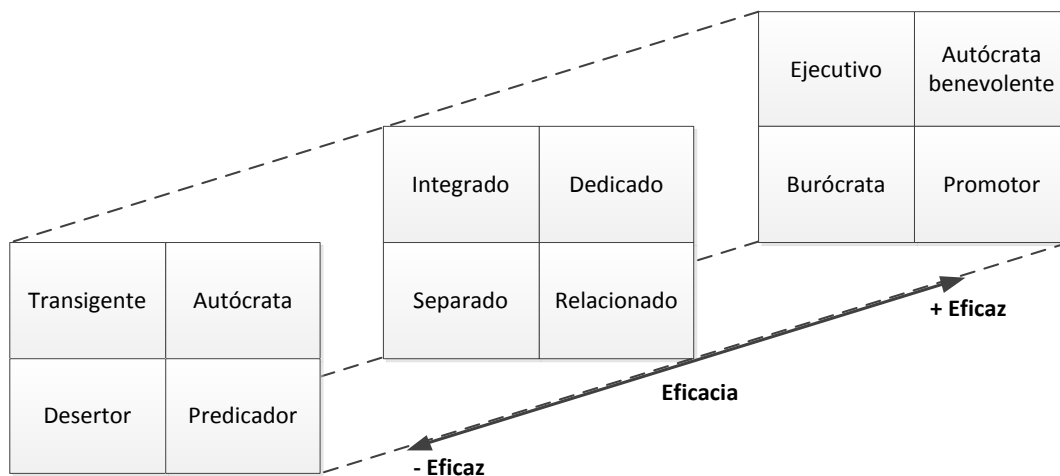 Ejecutivo
Autócrata
benevolente
Burócrata
Promotor
Integrado
Dedicado
Separado
Relacionado
Transigente
Autócrata
Desertor
Predicador
+ Eficaz
Eficacia
- Eficaz